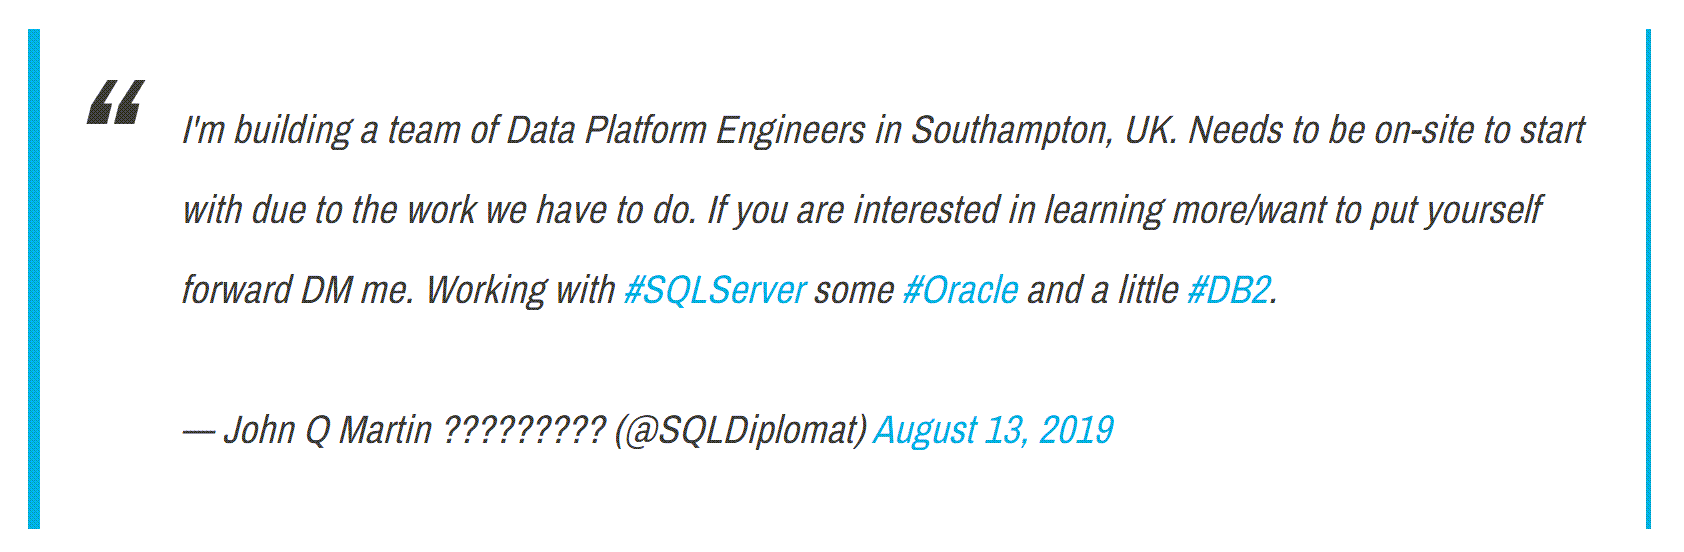 “
I'm building a team of Data Platform Engineers in Southampton, UK. Needs to be on-site to start
with due to the work we have to do. If you are interested in learning more/want to put yourself
forward DM me. Working with #SQLServer some #Oracle and a little #DB2.
— John Q Martin ????????? (@SQLDiplomat) August 13, 2019